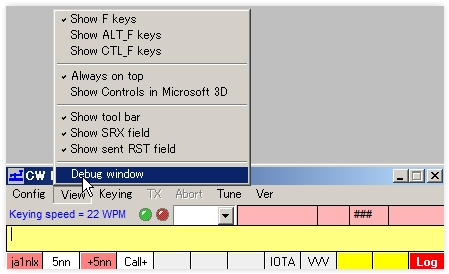 Show F keys
Show ALT_F keys
Show CTL_F keys
Always on top
Show Controls in Microsoft 3D
Show tool bar
Show SRX field
Show sent RST field
Debug window
CW
Config View Keying TX Abort Tune Ver
Keying speed = 22 WPM ###
ja1nlx 5nn +5nn Call+ IOTA VVV Log